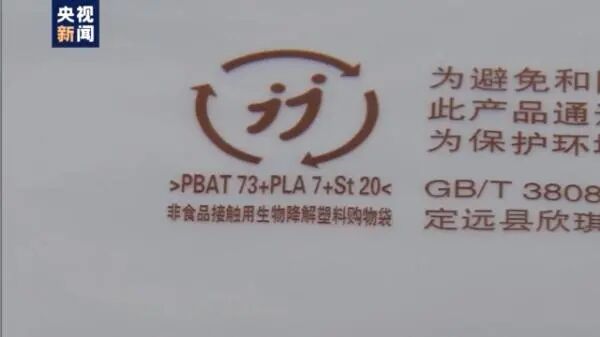 央视
新闻
为避免和
此产品通
为保护环
>PBAT 73+PLA 7+St 20<
非食品接触用生物降解塑料购物袋
GB/T 3808
定远县欣琪